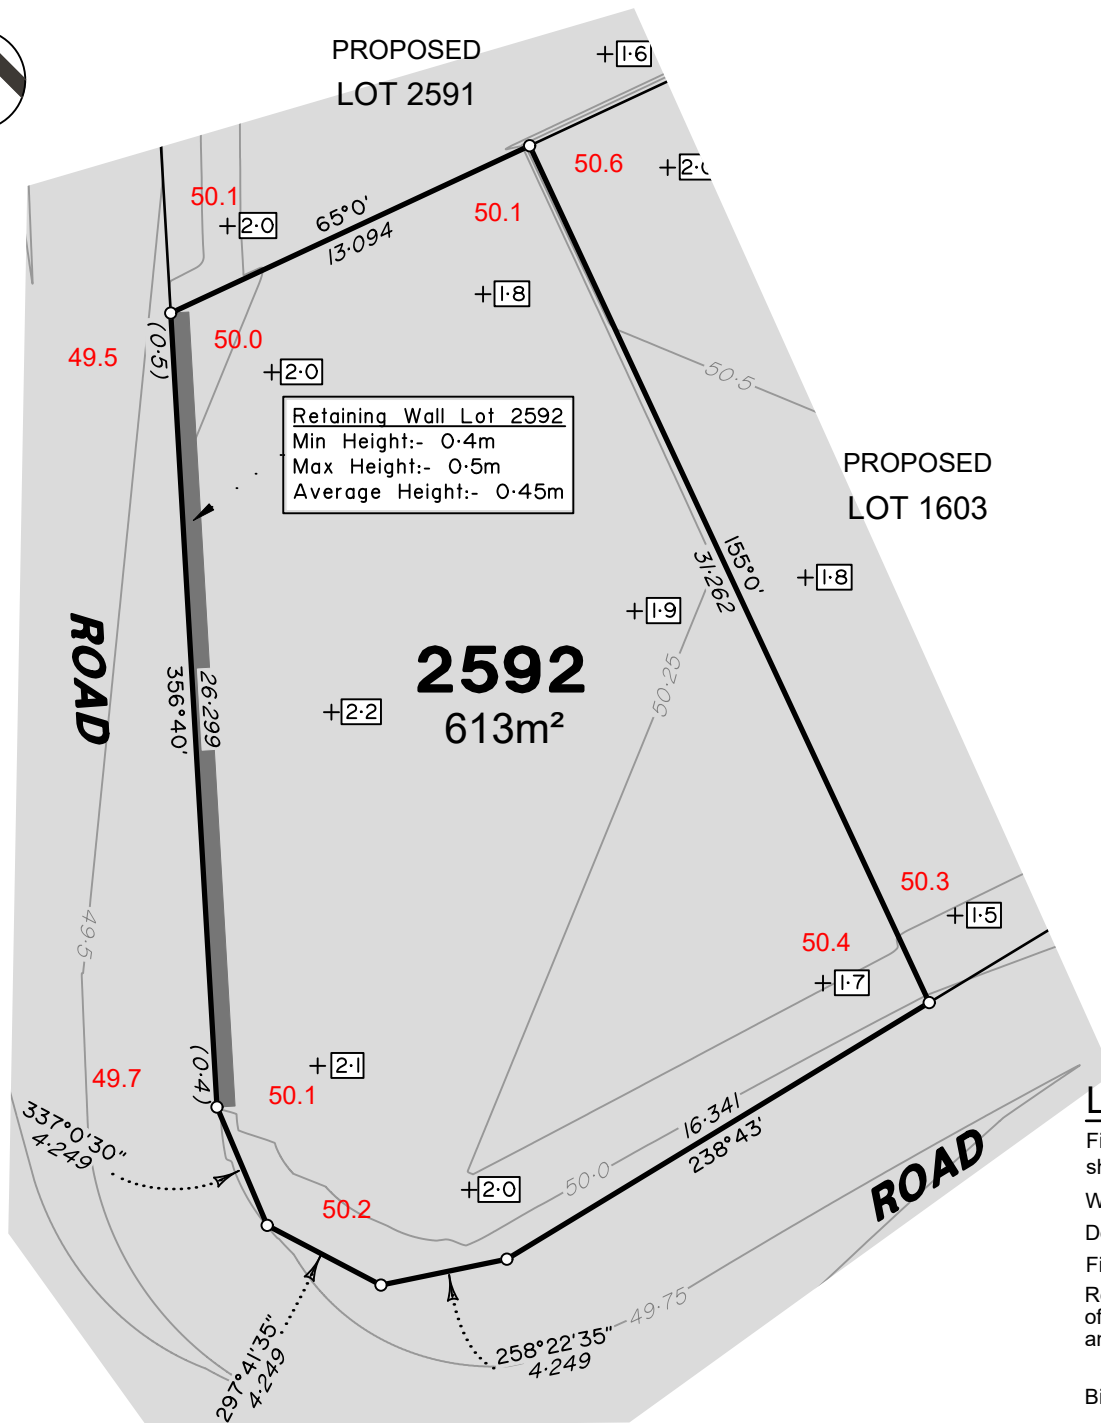 PROPOSED
LOT 2591
+1·6
50.1
+2·0
65°0'
13·094
50.1
50.6
+2·
+1·8
49.5
(0·5)
50.0
+2·0
50·5
Retaining Wall Lot 2592
Min Height:- 0·4m
Max Height:- 0·5m
Average Height:- 0·45m
PROPOSED
LOT 1603
155°0'
31·262
+1·8
+1·9
ROAD
356°40'
26·299
2592
613m²
50·25
+2·2
50.3
+1·5
49·5
50.4
+1·7
49.7
(0·4)
+2·1
50.1
337°0'30"
4·249
16·341
238°43'
50·0
+2·0
50.2
ROAD
49·75
258°22'35"
4·249
297°41'35"
4·249
L
Fi
sh
W
D
Fi
R
of
an
Bi